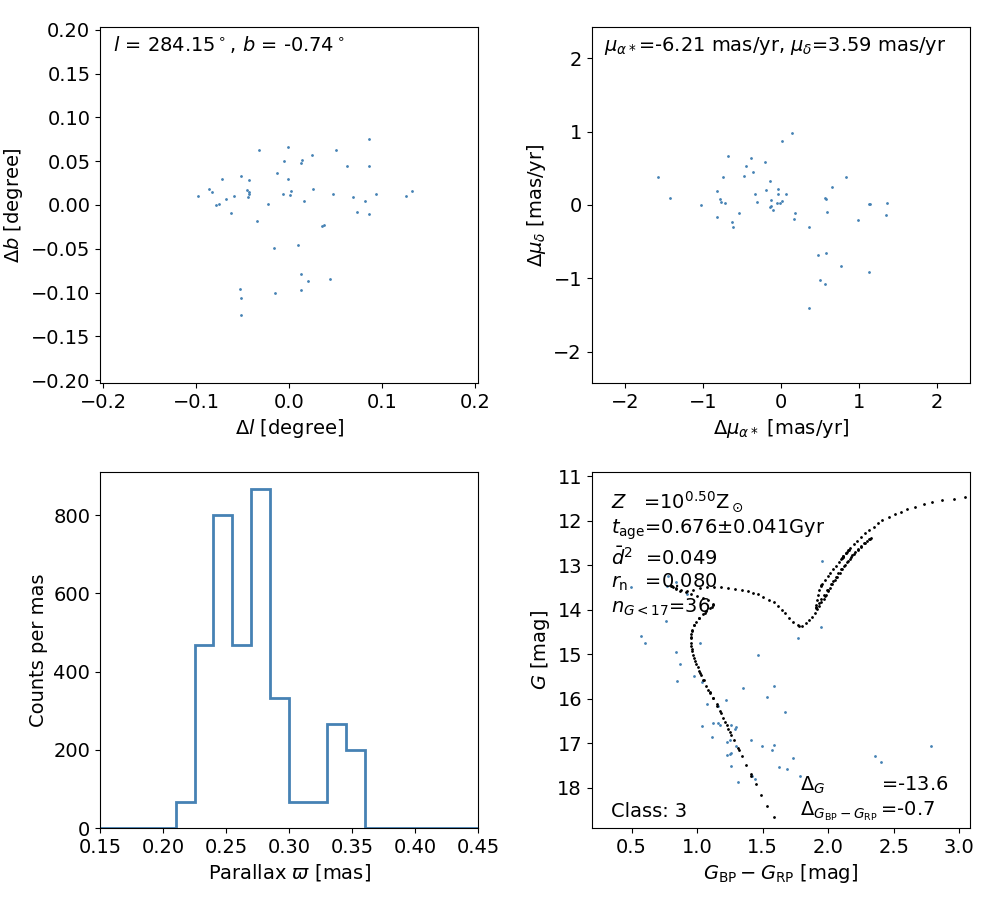 l = 284.15°, b = -0.74°
0.20
0.15
0.10
0.05
0.00
−0.05
−0.10
−0.15
−0.20
Δb [degree]
−0.2 −0.1 0.0 0.1 0.2
Δl [degree]
μα∗=-6.21 mas/yr, μδ=3.59 mas/yr
2
1
0
−1
−2
Δμδ [mas/yr]
−2 −1 0 1 2
Δμα∗ [mas/yr]
800
600
400
200
0
Counts per mas
0.15 0.20 0.25 0.30 0.35 0.40 0.45
Parallax ϖ [mas]
11
12
13
14
15
16
17
18
G [mag]
Z =10^0.50 Z⊙
t_age=0.676±0.041Gyr
d̄² =0.049
r_n =0.080
n_G<17=36
Δ_G =-13.6
Δ_GBP−GRP=-0.7
Class: 3
0.5 1.0 1.5 2.0 2.5 3.0
G_BP − G_RP [mag]